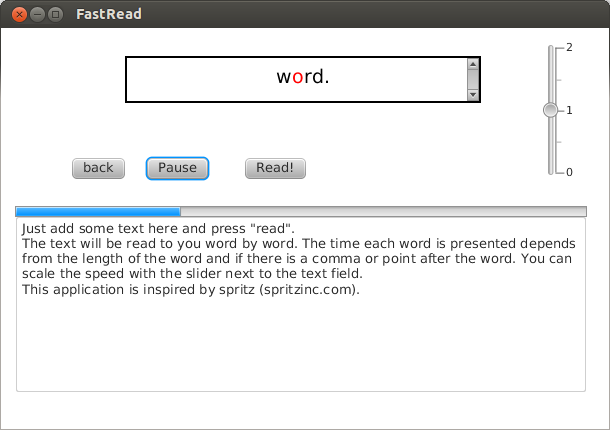 FastRead
word.
2
1
0
back
Pause
Read!
Just add some text here and press "read".
The text will be read to you word by word. The time each word is presented depends
from the length of the word and if there is a comma or point after the word. You can
scale the speed with the slider next to the text field.
This application is inspired by spritz (spritzinc.com).